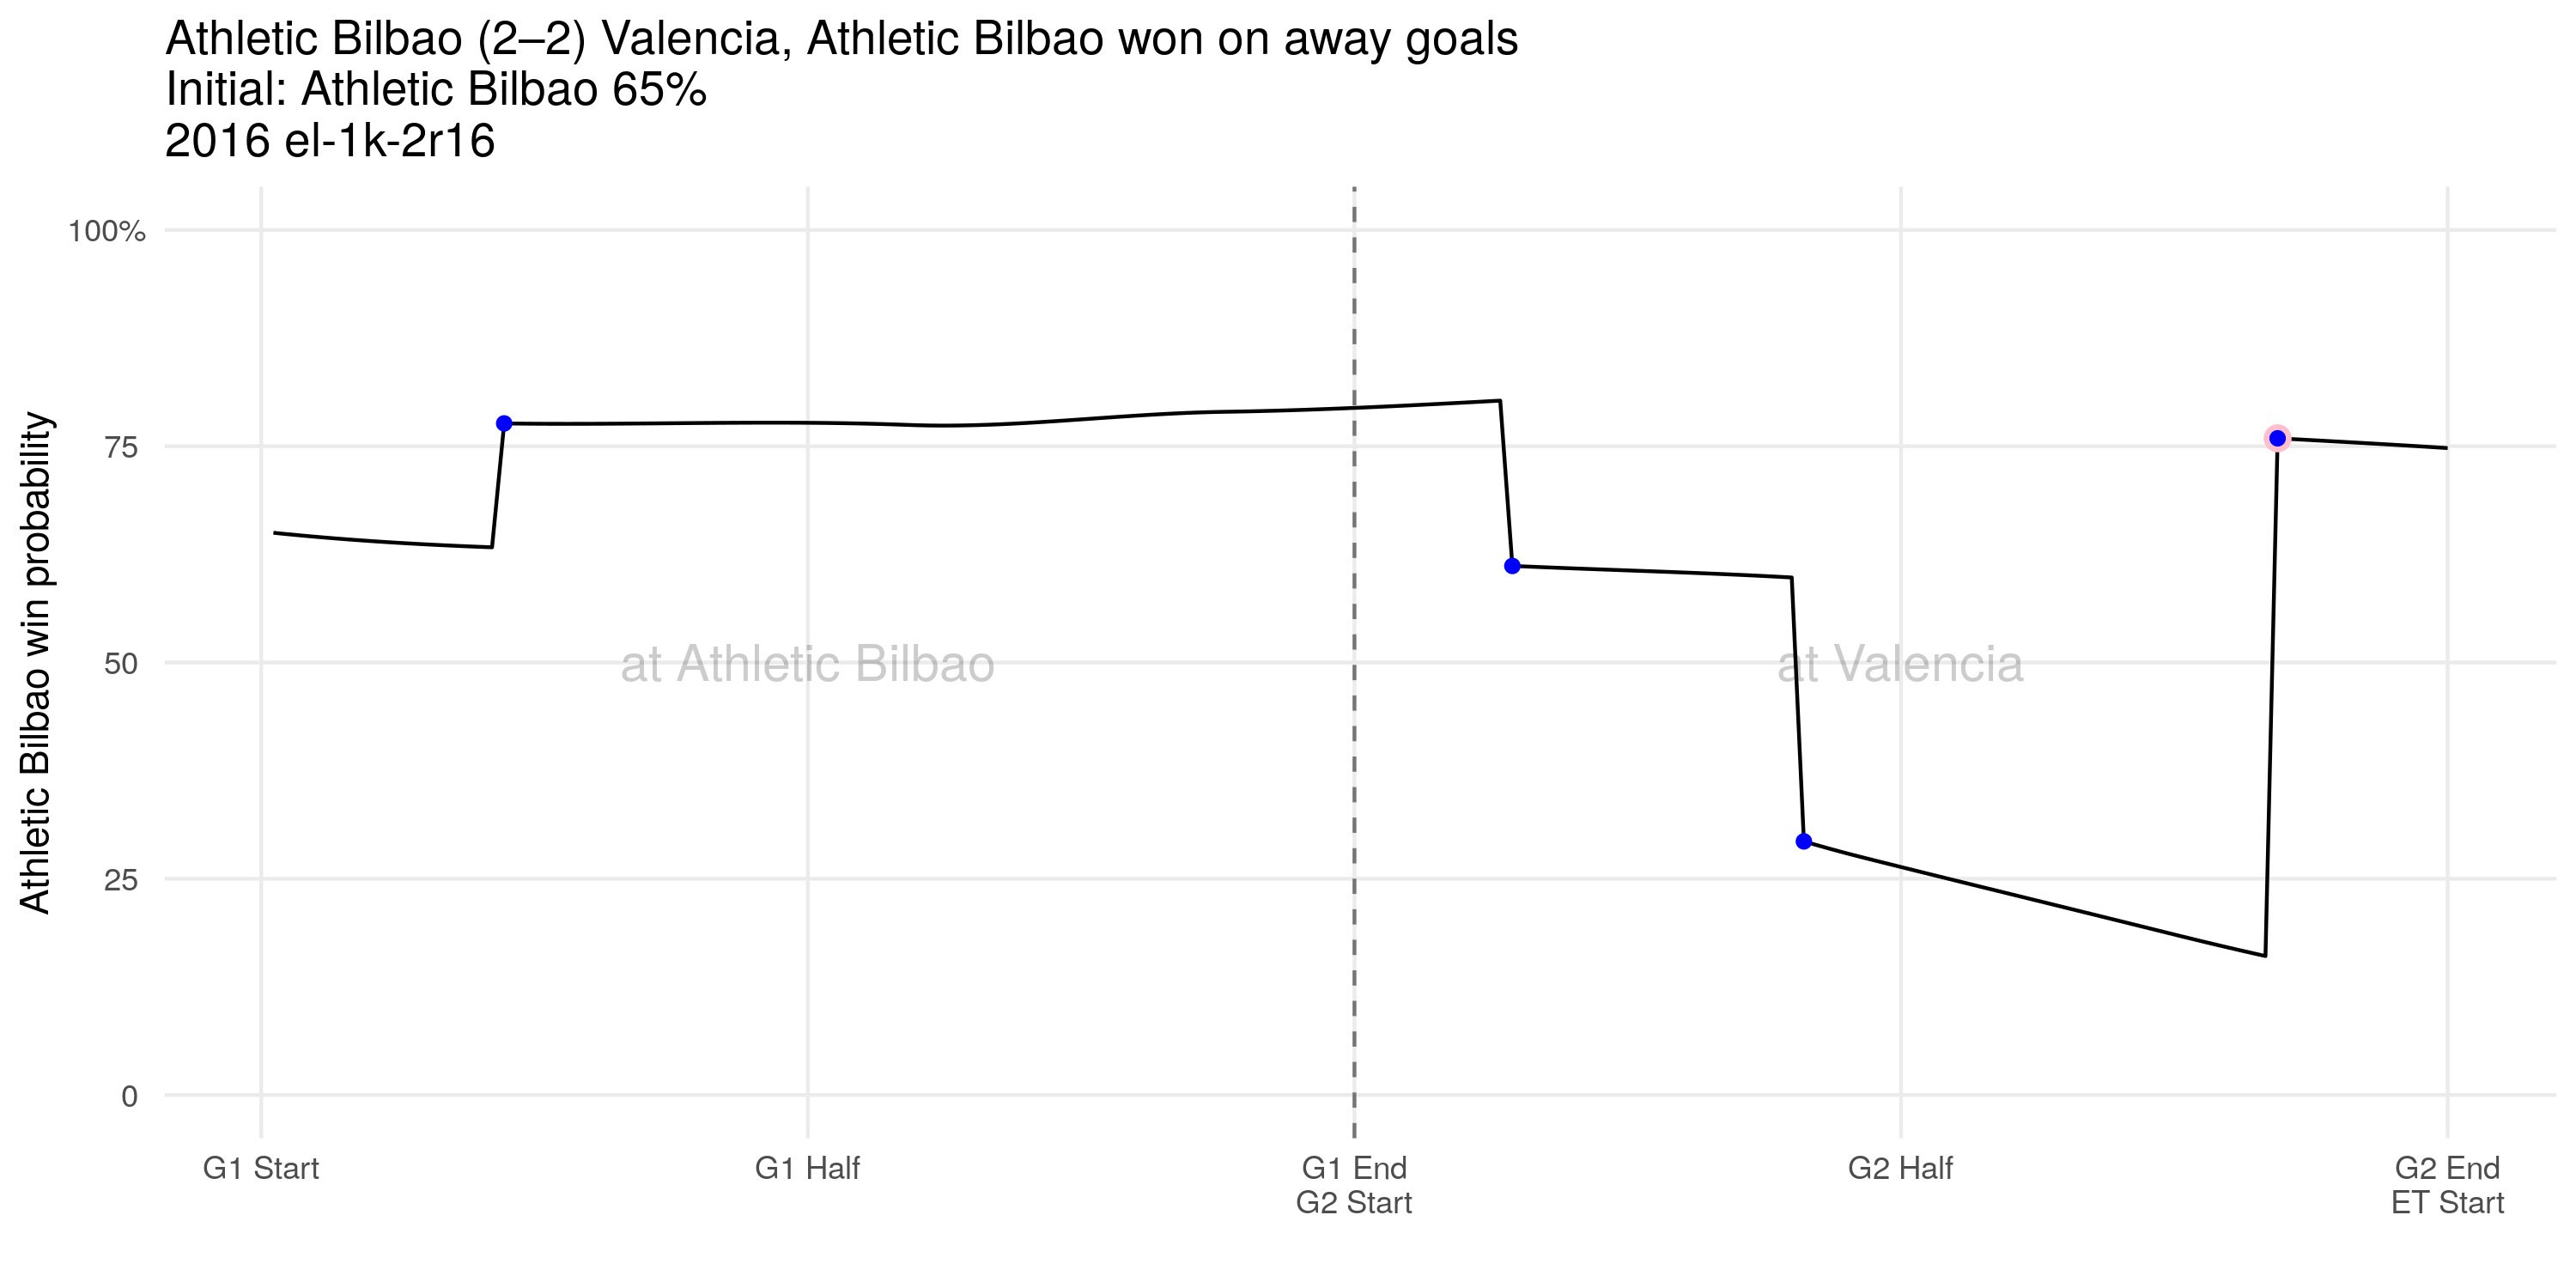 Athletic Bilbao (2–2) Valencia, Athletic Bilbao won on away goals
Initial: Athletic Bilbao 65%
2016 el-1k-2r16
Athletic Bilbao win probability
100%
75
50
25
0
at Athletic Bilbao
at Valencia
G1 Start
G1 Half
G1 End
G2 Start
G2 Half
G2 End
ET Start